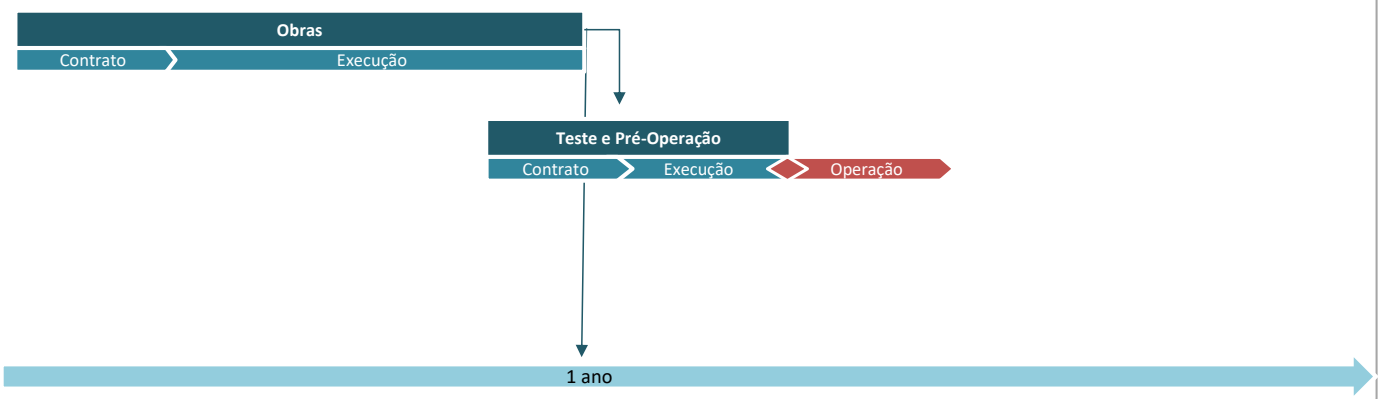 Obras
Contrato Execução
Teste e Pré-Operação
Contrato Execução Operação
1 ano